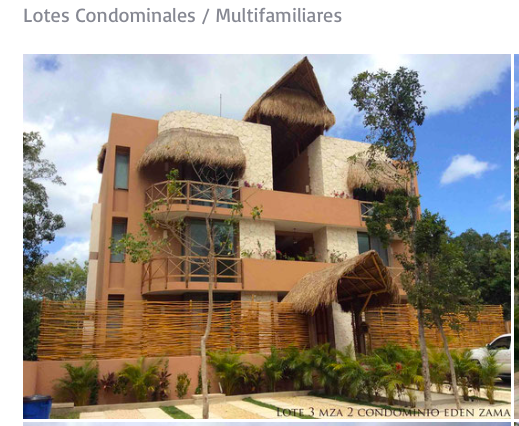 Lotes Condominales / Multifamiliares
Lote 3 mza 2 condominio eden zama